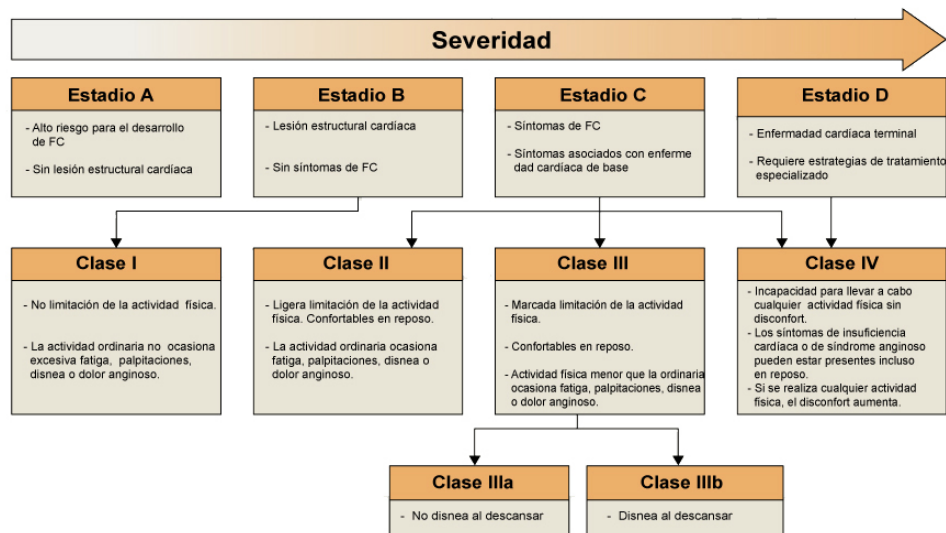 Severidad
Estadio A
- Alto riesgo para el desarrollo
de FC
- Sin lesión estructural cardíaca
Estadio B
- Lesión estructural cardíaca
- Sin síntomas de FC
Estadio C
- Síntomas de FC
- Síntomas asociados con enferme
dad cardíaca de base
Estadio D
- Enfermadad cardíaca terminal
- Requiere estrategias de tratamiento
especializado
Clase I
- No limitación de la actividad física.
- La actividad ordinaria no ocasiona
excesiva fatiga, palpitaciones,
disnea o dolor anginoso.
Clase II
- Ligera limitación de la actividad
física. Confortables en reposo.
- La actividad ordinaria ocasiona
fatiga, palpitaciones, disnea o
dolor anginoso.
Clase III
- Marcada limitación de la actividad
física.
- Confortables en reposo.
- Actividad física menor que la ordinaria
ocasiona fatiga, palpitaciones, disnea
o dolor anginoso.
Clase IV
- Incapacidad para llevar a cabo
cualquier actividad física sin
disconfort.
- Los síntomas de insuficiencia
cardíaca o de síndrome anginoso
pueden estar presentes incluso
en reposo.
- Si se realiza cualquier actividad
física, el disconfort aumenta.
Clase IIIa
- No disnea al descansar
Clase IIIb
- Disnea al descansar